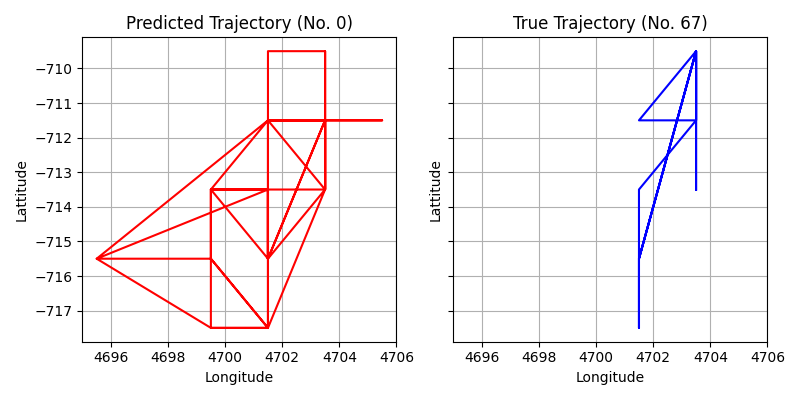 Predicted Trajectory (No. 0)
−710
−711
−712
−713
−714
−715
−716
−717
Lattitude
4696 4698 4700 4702 4704 4706
Longitude
True Trajectory (No. 67)
Lattitude
4696 4698 4700 4702 4704 4706
Longitude